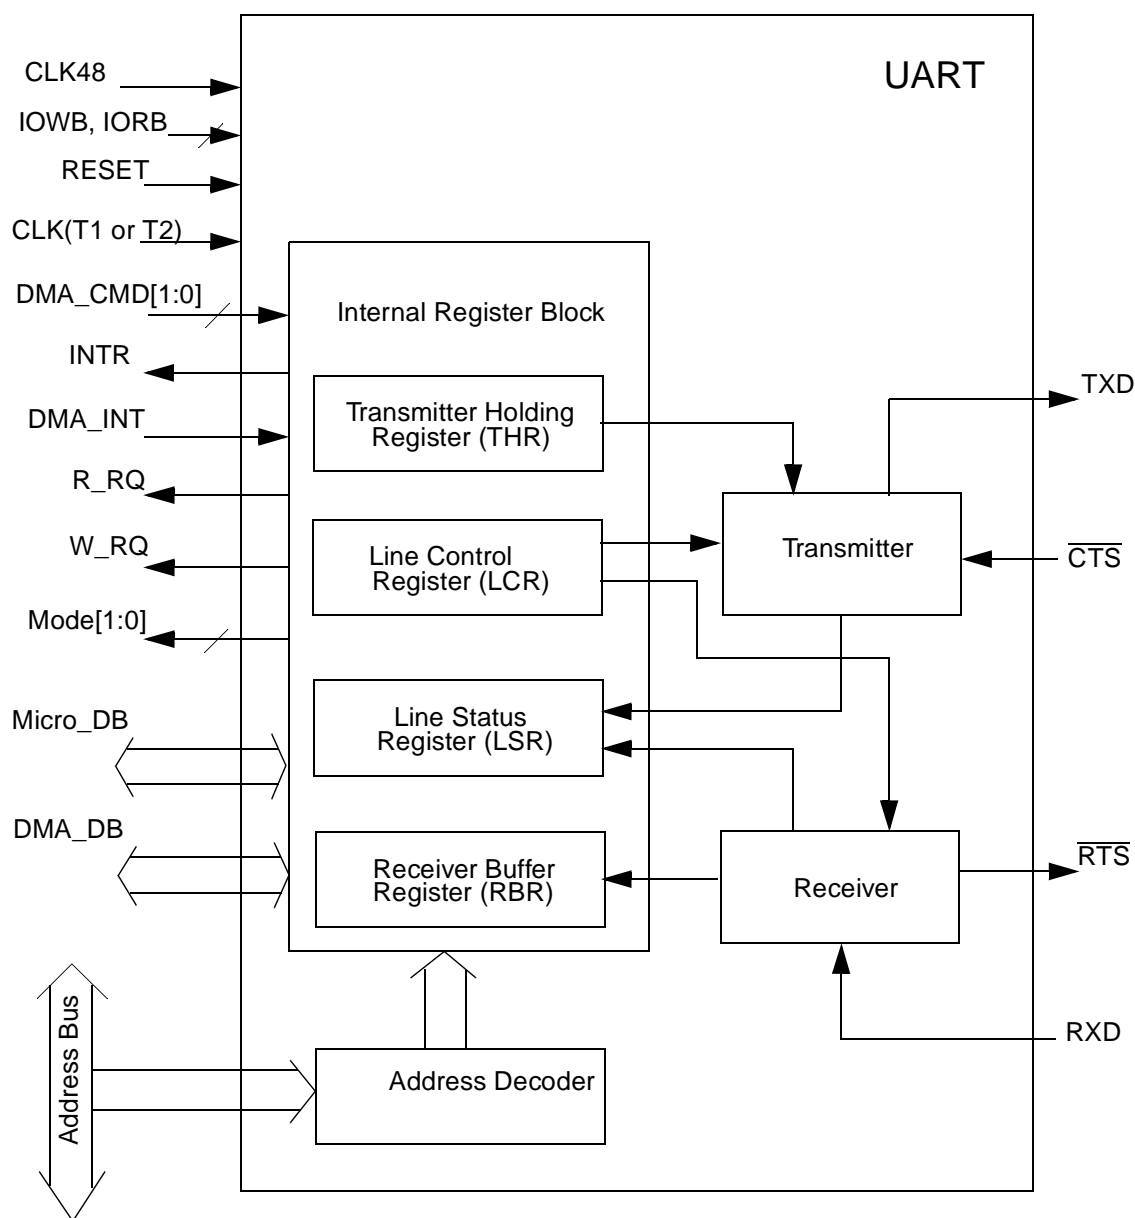 UART
CLK48
IOWB, IORB
RESET
CLK(T1 or T2)
DMA_CMD[1:0]
INTR
DMA_INT
R_RQ
W_RQ
Mode[1:0]
Micro_DB
DMA_DB
Address Bus
Internal Register Block
Transmitter Holding
Register (THR)
Line Control
Register (LCR)
Line Status
Register (LSR)
Receiver Buffer
Register (RBR)
Address Decoder
Transmitter
Receiver
TXD
C̅T̅S̅
R̅T̅S̅
RXD